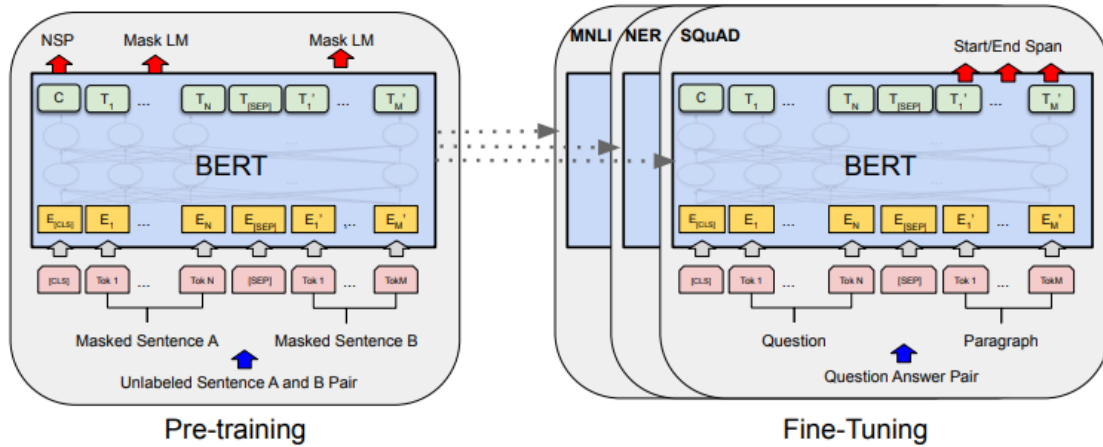 NSP Mask LM Mask LM
C T1 ... TN T[SEP] T1' ... TM'
BERT
E[CLS] E1 ... EN E[SEP] E1' ,.. EM'
[CLS] Tok 1 ... Tok N [SEP] Tok 1 ... TokM
Masked Sentence A Masked Sentence B
Unlabeled Sentence A and B Pair
Pre-training
MNLI NER SQuAD
Start/End Span
C T1 ... TN T[SEP] T1' ... TM'
BERT
E[CLS] E1 ... EN E[SEP] E1' ... EM'
[CLS] Tok 1 ... Tok N [SEP] Tok 1 ... TokM
Question Paragraph
Question Answer Pair
Fine-Tuning